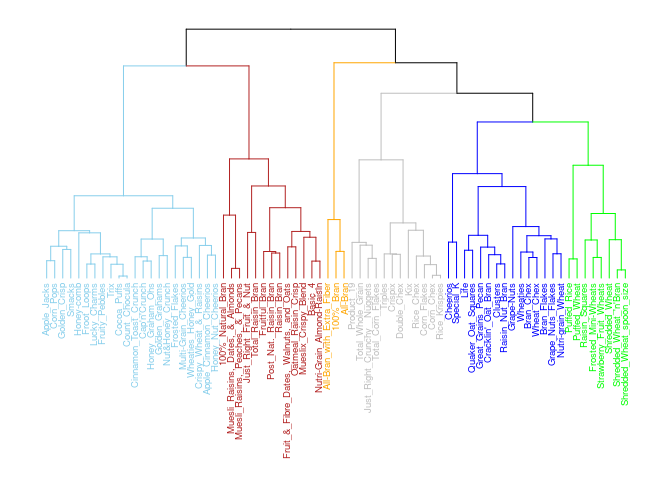 Apple_Jacks
Corn_Pops
Golden_Crisp
Smacks
Honey-comb
Froot_Loops
Lucky_Charms
Trix
Fruity_Pebbles
Cocoa_Puffs
Count_Chocula
Cinnamon_Toast_Crunch
Cap'n'Crunch
Honey_Graham_Ohs
Golden_Grahams
Nut&Honey_Crunch
Frosted_Flakes
Multi-Grain_Cheerios
Wheaties_Honey_Gold
Crispy_Wheat_&_Raisins
Apple_Cinnamon_Cheerios
100%_Natural_Bran
Muesli_Raisins,_Dates,_&_Almonds
Muesli_Raisins,_Peaches,_&_Pecans
Just_Right_Fruit_&_Nut
Total_Raisin_Bran
Fruitful_Bran
Post_Nat._Raisin_Bran
Raisin_Bran
Fruit_&_Fibre_Dates,_Walnuts,_and_Oats
Oatmeal_Raisin_Crisp
Mueslix_Crispy_Blend
Basic_4
Nutri-Grain_Almond-Raisin
All-Bran_with_Extra_Fiber
100%_Bran
All-Bran
Product_19
Total_Whole_Grain
Just_Right_Crunchy__Nuggets
Total_Corn_Flakes
Triples
Crispix
Double_Chex
Kix
Rice_Chex
Corn_Flakes
Corn_Chex
Rice_Krispies
Cheerios
Special_K
Life
Quaker_Oat_Squares
Great_Grains_Pecan
Cracklin'_Oat_Bran
Clusters
Raisin_Nut_Bran
Grape-Nuts
Wheaties
Bran_Chex
Wheat_Chex
Bran_Flakes
Grape_Nuts_Flakes
Nutri-grain_Wheat
Puffed_Rice
Puffed_Wheat
Raisin_Squares
Frosted_Mini-Wheats
Strawberry_Fruit_Wheats
Shredded_Wheat
Shredded_Wheat_'n'Bran
Shredded_Wheat_spoon_size